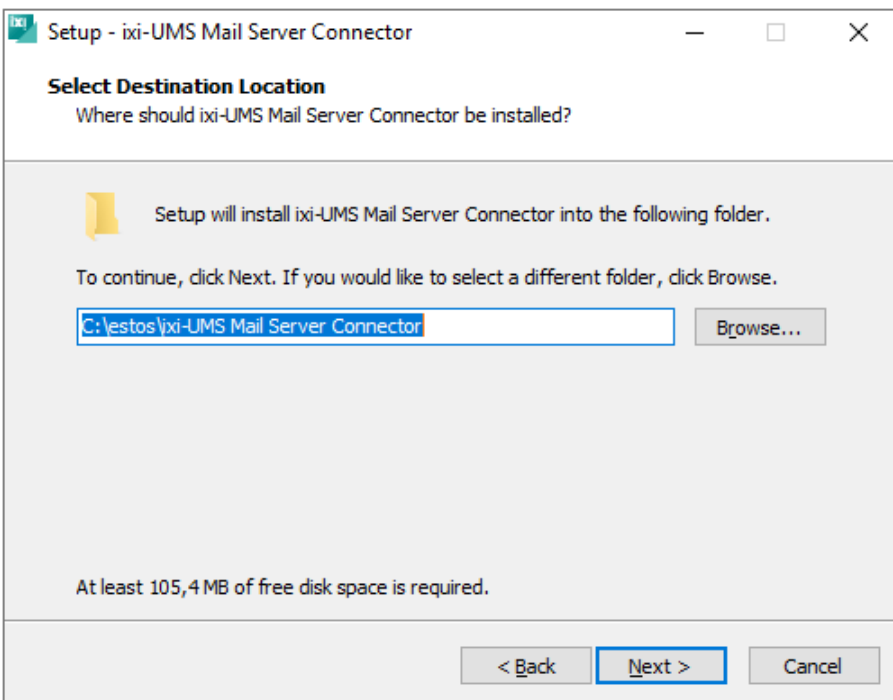 ixi
Setup - ixi-UMS Mail Server Connector
Select Destination Location
Where should ixi-UMS Mail Server Connector be installed?
Setup will install ixi-UMS Mail Server Connector into the following folder.
To continue, click Next. If you would like to select a different folder, click Browse.
C:\estos\ixi-UMS Mail Server Connector
Browse...
At least 105,4 MB of free disk space is required.
< Back
Next >
Cancel